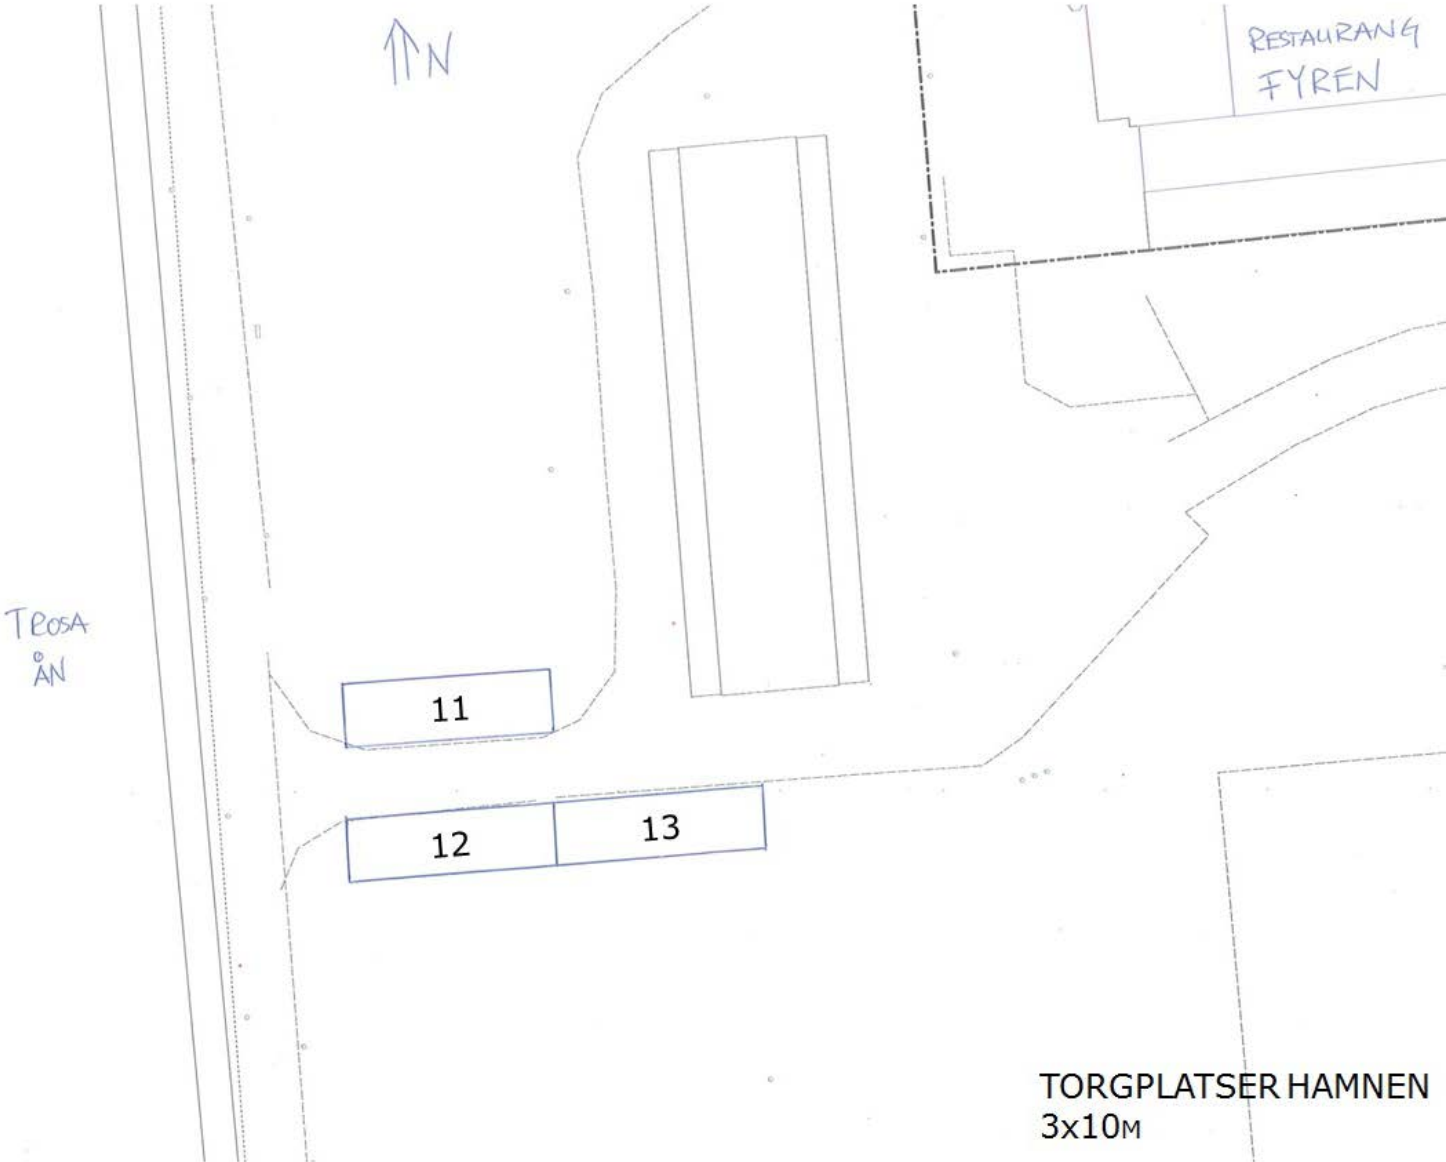 N
RESTAURANG
FYREN
TROSA
ÅN
11
12
13
TORGPLATSER HAMNEN
3x10M